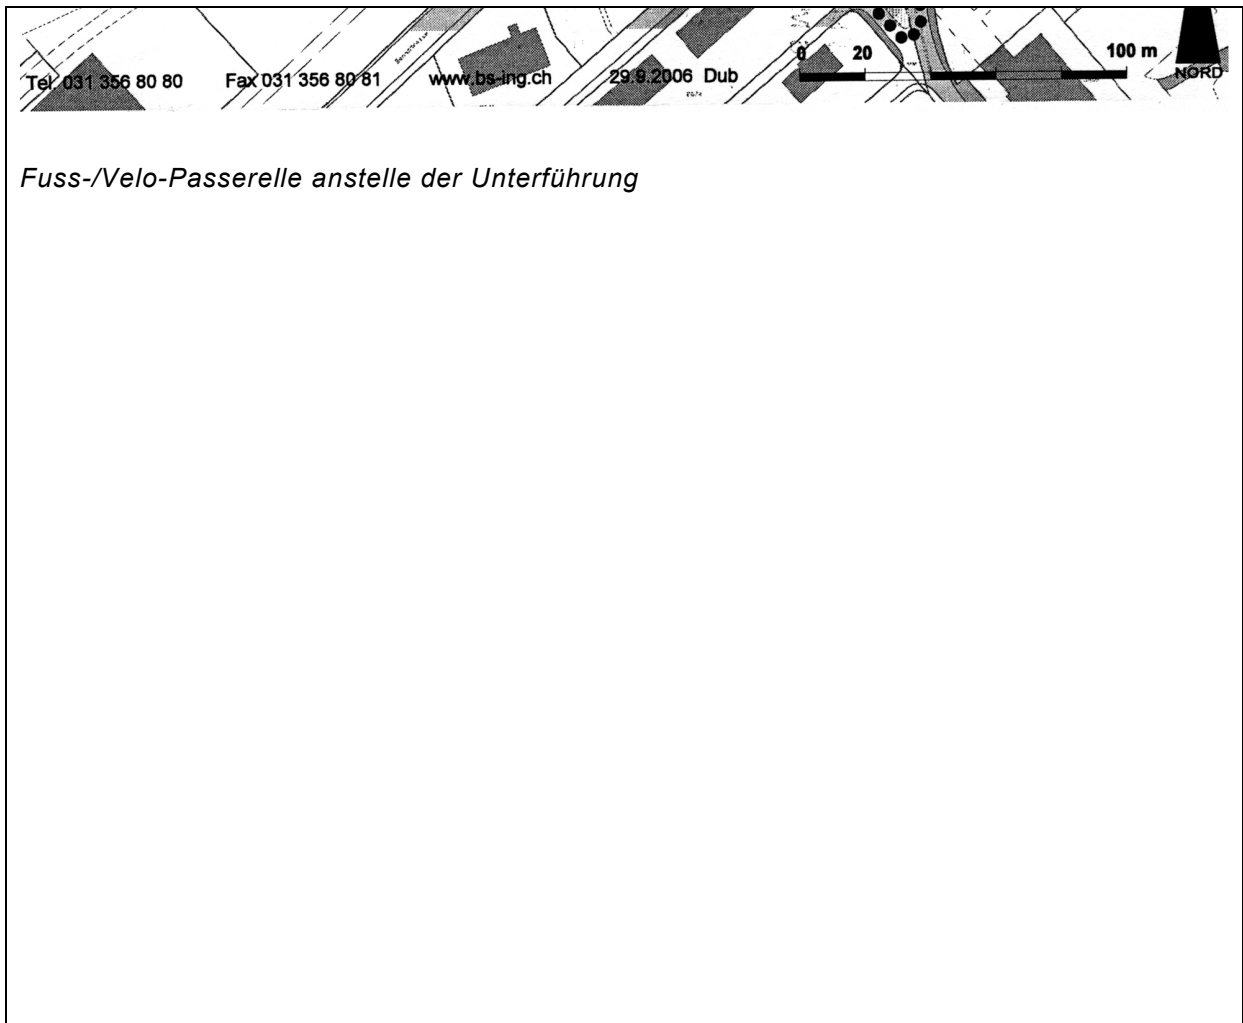 0 20 100 m
Tel. 031 356 80 80 Fax 031 356 80 81 www.bs-ing.ch 29.9.2006 Dub NORD
Fuss-/Velo-Passerelle anstelle der Unterführung